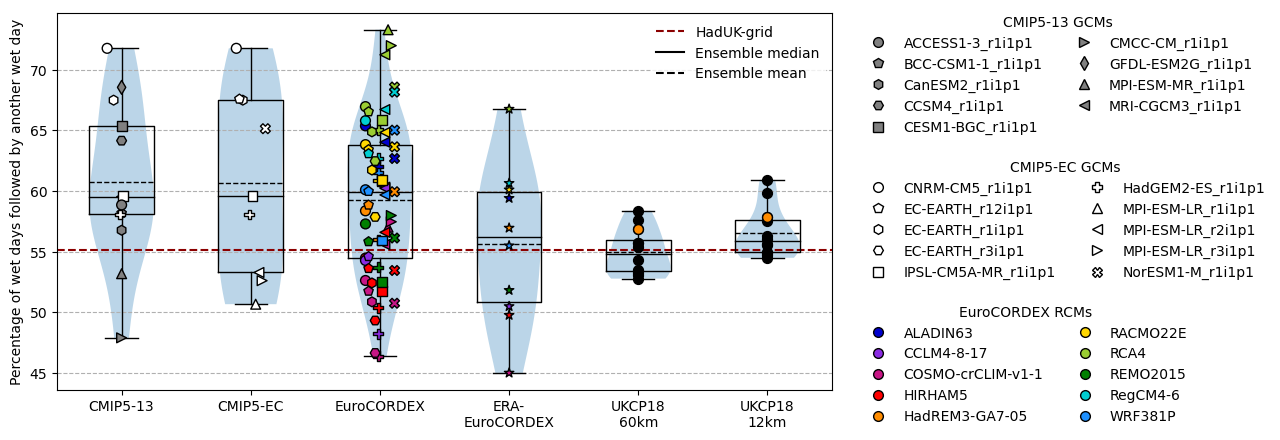 Percentage of wet days followed by another wet day
70
65
60
55
50
45
CMIP5-13
CMIP5-EC
EuroCORDEX
ERA-
EuroCORDEX
UKCP18
60km
UKCP18
12km
HadUK-grid
Ensemble median
Ensemble mean
CMIP5-13 GCMs
ACCESS1-3_r1i1p1
BCC-CSM1-1_r1i1p1
CanESM2_r1i1p1
CCSM4_r1i1p1
CESM1-BGC_r1i1p1
CMCC-CM_r1i1p1
GFDL-ESM2G_r1i1p1
MPI-ESM-MR_r1i1p1
MRI-CGCM3_r1i1p1
CMIP5-EC GCMs
CNRM-CM5_r1i1p1
EC-EARTH_r12i1p1
EC-EARTH_r1i1p1
EC-EARTH_r3i1p1
IPSL-CM5A-MR_r1i1p1
HadGEM2-ES_r1i1p1
MPI-ESM-LR_r1i1p1
MPI-ESM-LR_r2i1p1
MPI-ESM-LR_r3i1p1
NorESM1-M_r1i1p1
EuroCORDEX RCMs
ALADIN63
CCLM4-8-17
COSMO-crCLIM-v1-1
HIRHAM5
HadREM3-GA7-05
RACMO22E
RCA4
REMO2015
RegCM4-6
WRF381P